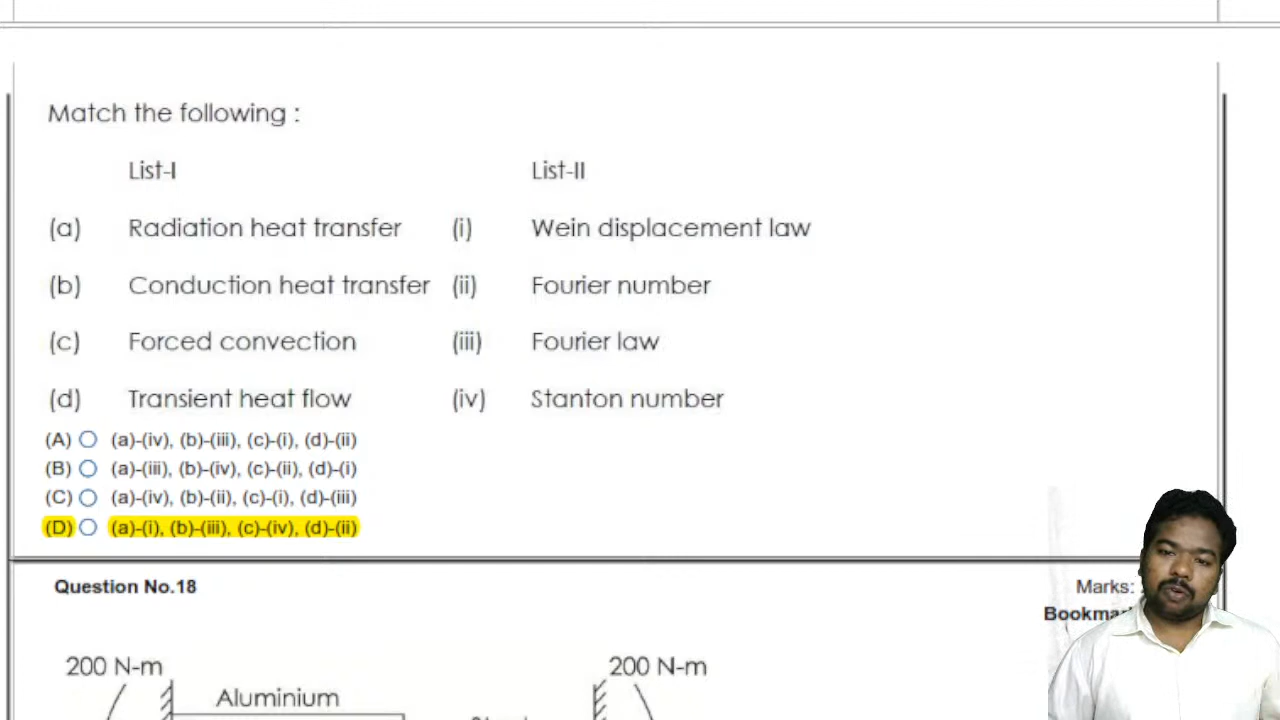 Match the following :
List-I List-II
(a) Radiation heat transfer (i) Wein displacement law
(b) Conduction heat transfer (ii) Fourier number
(c) Forced convection (iii) Fourier law
(d) Transient heat flow (iv) Stanton number
(A) (a)-(iv), (b)-(iii), (c)-(i), (d)-(ii)
(B) (a)-(iii), (b)-(iv), (c)-(ii), (d)-(i)
(C) (a)-(iv), (b)-(ii), (c)-(i), (d)-(iii)
(D) (a)-(i), (b)-(iii), (c)-(iv), (d)-(ii)
Question No.18 Marks:
200 N-m 200 N-m
Aluminium